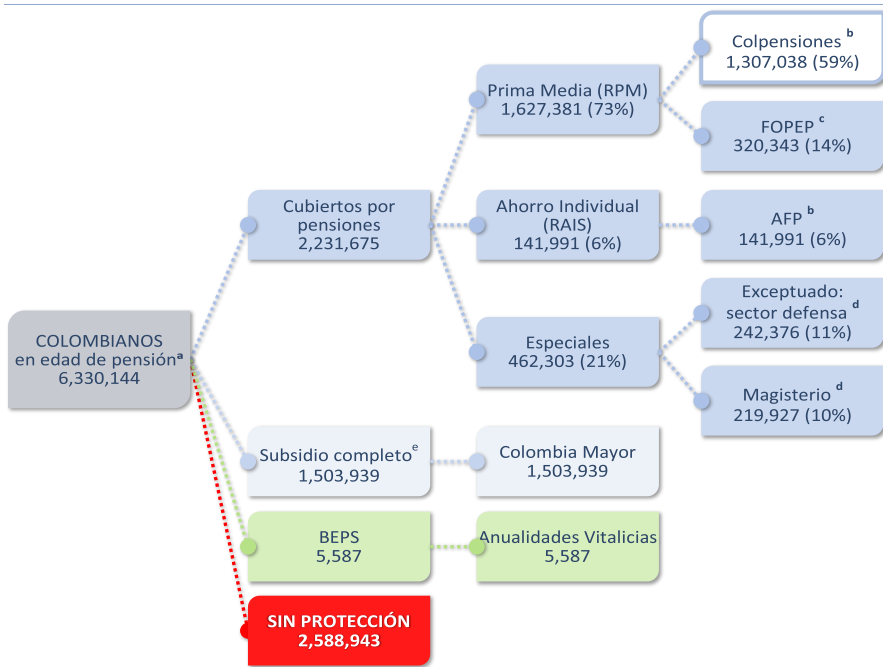 COLOMBIANOS
en edad de pensiónª
6,330,144
Cubiertos por
pensiones
2,231,675
Prima Media (RPM)
1,627,381 (73%)
Colpensiones b
1,307,038 (59%)
FOPEP c
320,343 (14%)
Ahorro Individual
(RAIS)
141,991 (6%)
AFP b
141,991 (6%)
Especiales
462,303 (21%)
Exceptuado:
sector defensa d
242,376 (11%)
Magisterio d
219,927 (10%)
Subsidio completo e
1,503,939
Colombia Mayor
1,503,939
BEPS
5,587
Anualidades Vitalicias
5,587
SIN PROTECCIÓN
2,588,943